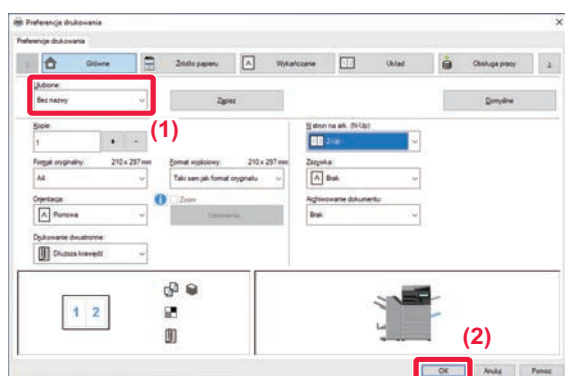 Preferencje drukowania
Preferencje drukowania
Główne Źródło papieru Wykańczanie Układ Obsługa pracy
Ulubione:
Bez nazwy Zapisz Domyślne
(1)
Kopie: N stron na ark. (N-Up):
1 + - 2-Up
Format oryginalny: 210 x 297 mm Format wyjściowy: 210 x 297 mm Zszywka:
A4 Taki sam jak format oryginału Brak
Orientacja: Zoom Archiwowanie dokumentu:
Pionowa Ustawienia Brak
Drukowanie dwustronne:
Dłuższa krawędź
1 2
(2)
OK Anuluj Pomoc